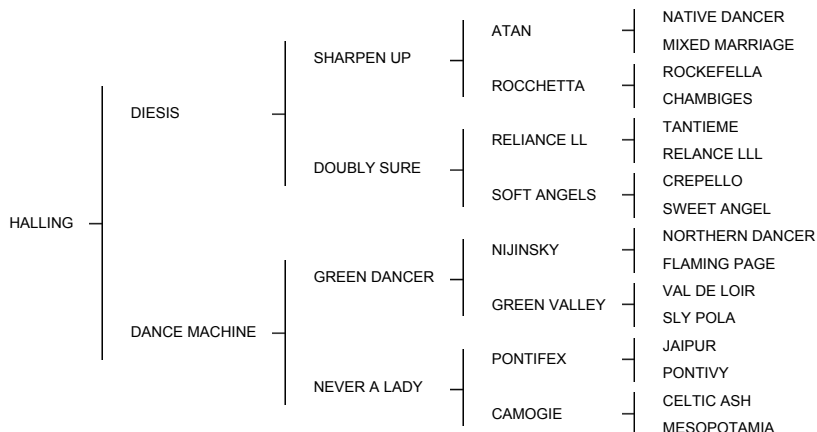 NATIVE DANCER
ATAN
MIXED MARRIAGE
SHARPEN UP
ROCKEFELLA
ROCCHETTA
CHAMBIGES
DIESIS
TANTIEME
RELIANCE LL
RELANCE LLL
DOUBLY SURE
CREPELLO
SOFT ANGELS
SWEET ANGEL
HALLING
NORTHERN DANCER
NIJINSKY
FLAMING PAGE
GREEN DANCER
VAL DE LOIR
GREEN VALLEY
SLY POLA
DANCE MACHINE
JAIPUR
PONTIFEX
PONTIVY
NEVER A LADY
CELTIC ASH
CAMOGIE
MESOPOTAMIA